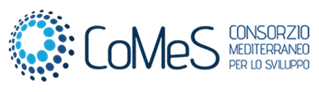 CoMeS
CONSORZIO
MEDITERRANEO
PER LO SVILUPPO